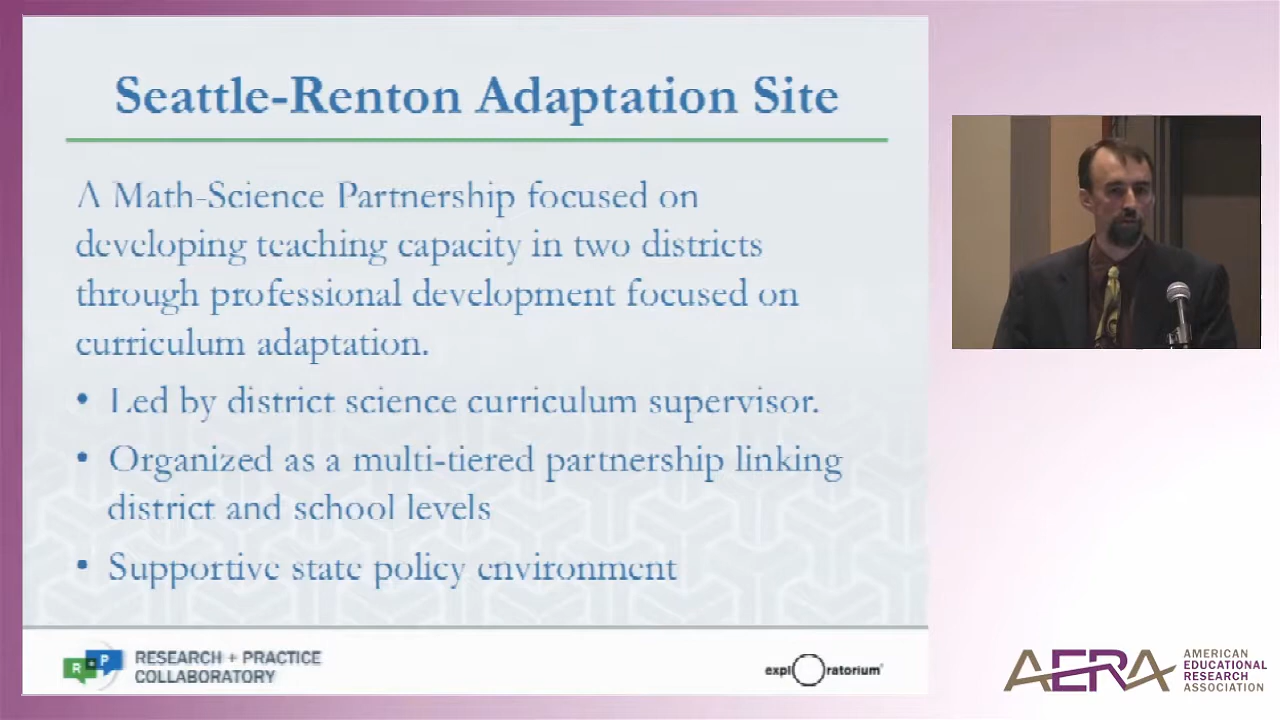 Seattle-Renton Adaptation Site
A Math-Science Partnership focused on
developing teaching capacity in two districts
through professional development focused on
curriculum adaptation.
• Led by district science curriculum supervisor.
• Organized as a multi-tiered partnership linking
district and school levels
• Supportive state policy environment
R+P
RESEARCH + PRACTICE
COLLABORATORY
explOratorium®
AERA
AMERICAN
EDUCATIONAL
RESEARCH
ASSOCIATION